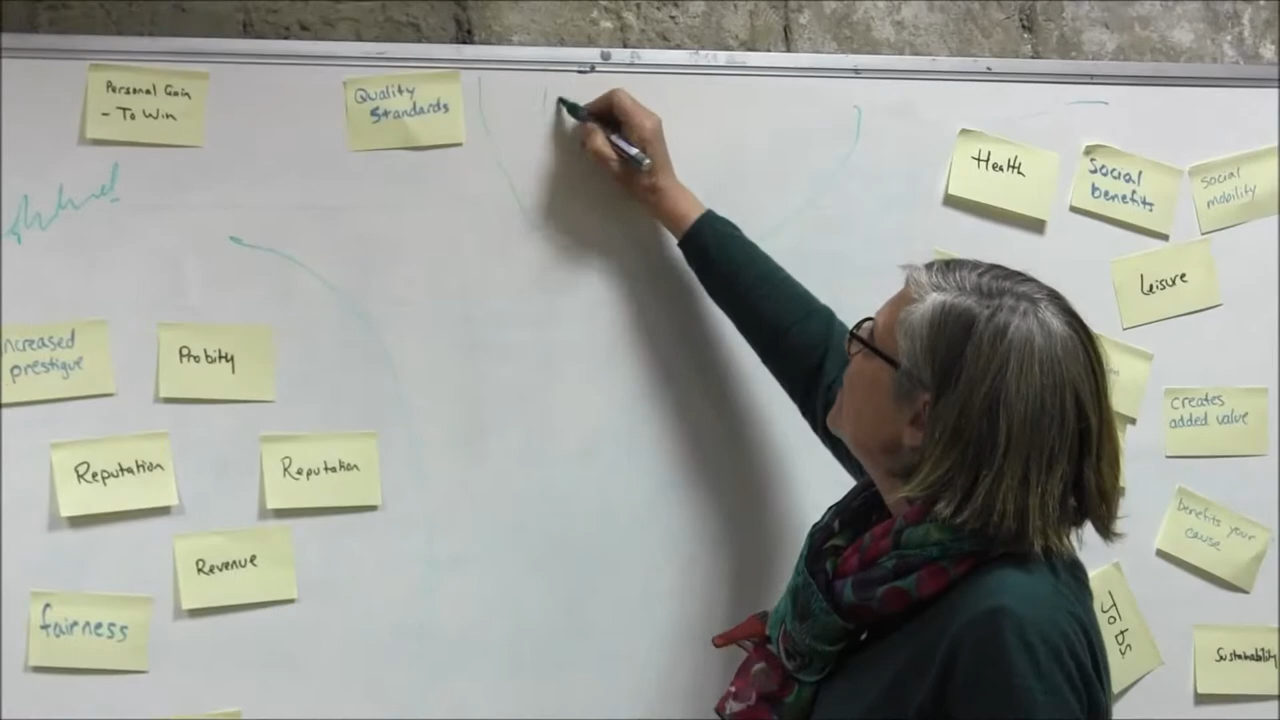 Personal Gain
- To Win
Quality
Standards
Health
Social
benefits
Social
mobility
Leisure
ncreased
prestigue
Probity
creates
added value
Reputation
Reputation
benefits your
cause
Revenue
fairness
Jobs
Sustainability